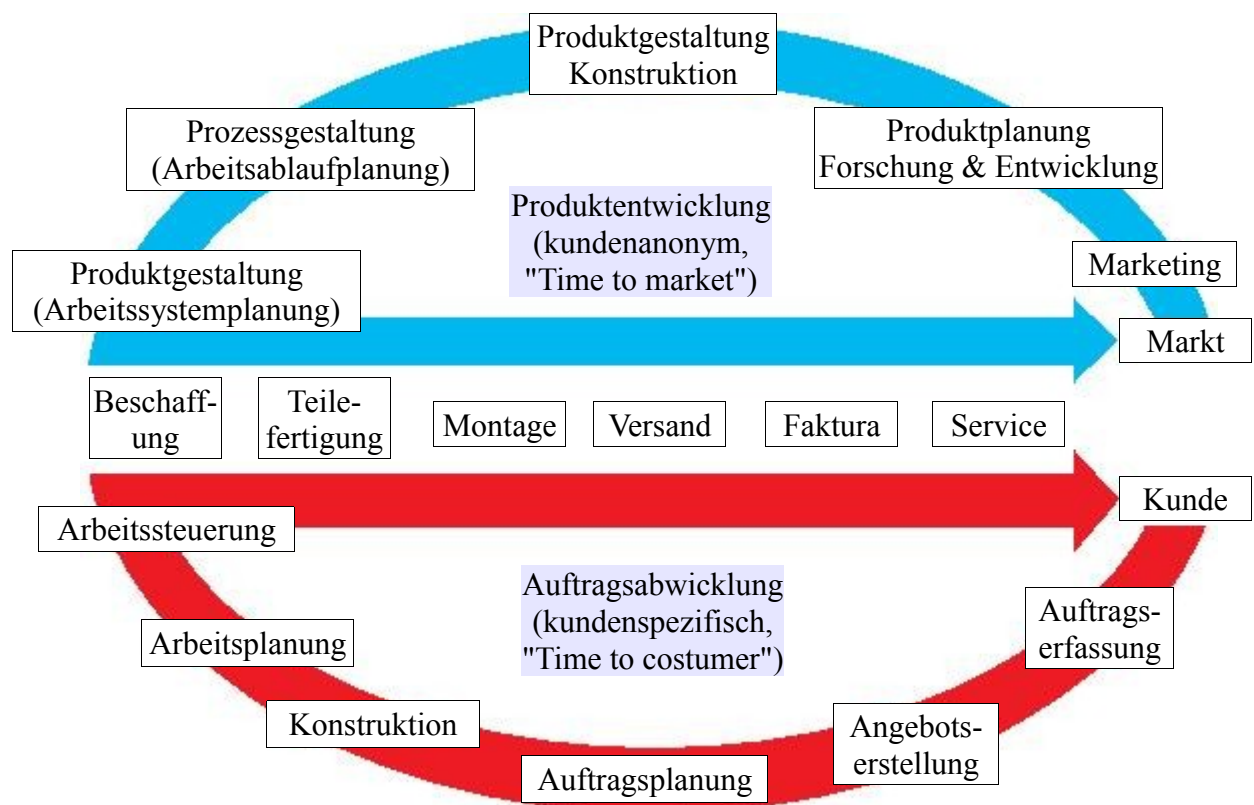 Produktgestaltung
Konstruktion
Prozessgestaltung
(Arbeitsablaufplanung)
Produktplanung
Forschung & Entwicklung
Produktentwicklung
(kundenanonym,
"Time to market")
Marketing
Produktgestaltung
(Arbeitssystemplanung)
Markt
Beschaff-
ung
Teile-
fertigung
Montage
Versand
Faktura
Service
Kunde
Arbeitssteuerung
Auftragsabwicklung
(kundenspezifisch,
"Time to costumer")
Auftrags-
erfassung
Arbeitsplanung
Konstruktion
Angebots-
erstellung
Auftragsplanung